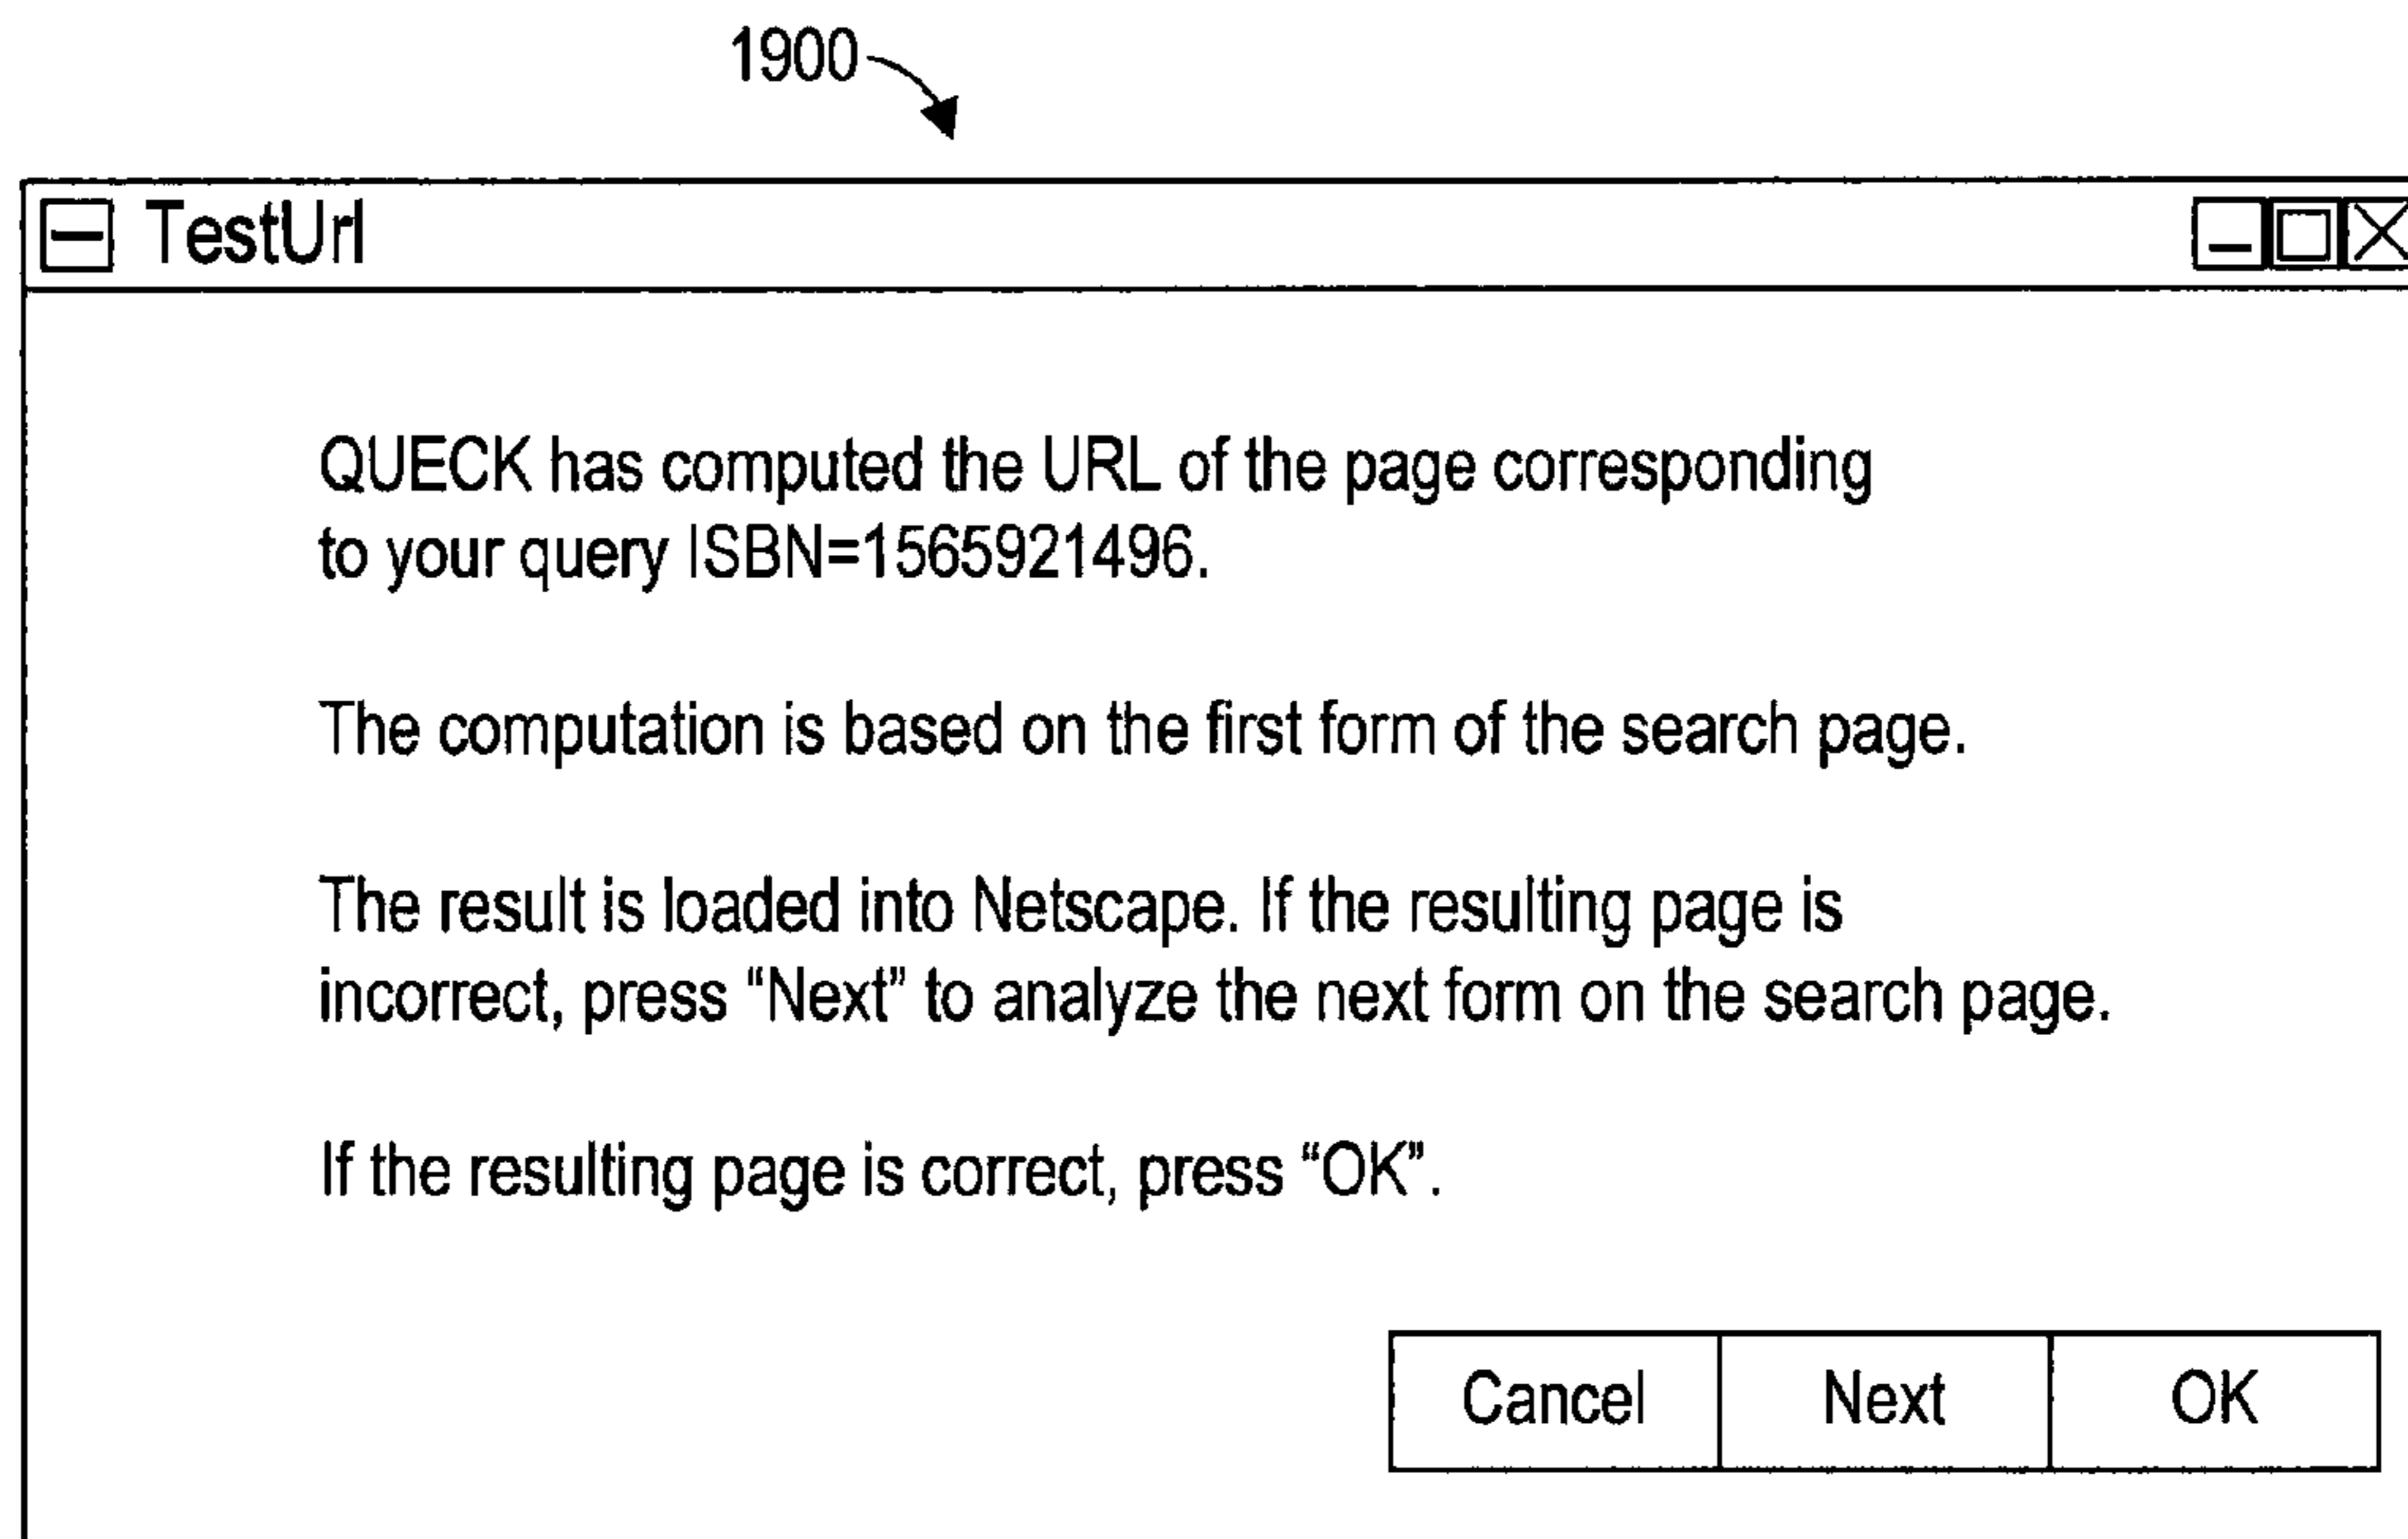 1900
TestUrl
QUECK has computed the URL of the page corresponding
to your query ISBN=1565921496.
The computation is based on the first form of the search page.
The result is loaded into Netscape. If the resulting page is
incorrect, press “Next” to analyze the next form on the search page.
If the resulting page is correct, press “OK”.
Cancel Next OK